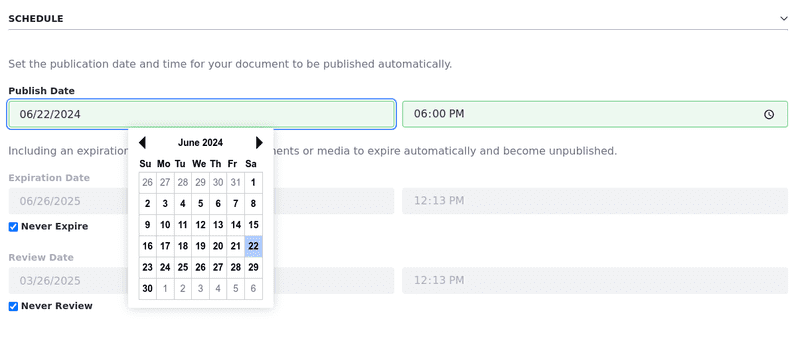 SCHEDULE
Set the publication date and time for your document to be published automatically.
Publish Date
06/22/2024 06:00 PM
June 2024
Su Mo Tu We Th Fr Sa
26 27 28 29 30 31 1
2 3 4 5 6 7 8
9 10 11 12 13 14 15
16 17 18 19 20 21 22
23 24 25 26 27 28 29
30 1 2 3 4 5 6
Including an expiration ents or media to expire automatically and become unpublished.
Expiration Date
06/26/2025 12:13 PM
Never Expire
Review Date
03/26/2025 12:13 PM
Never Review